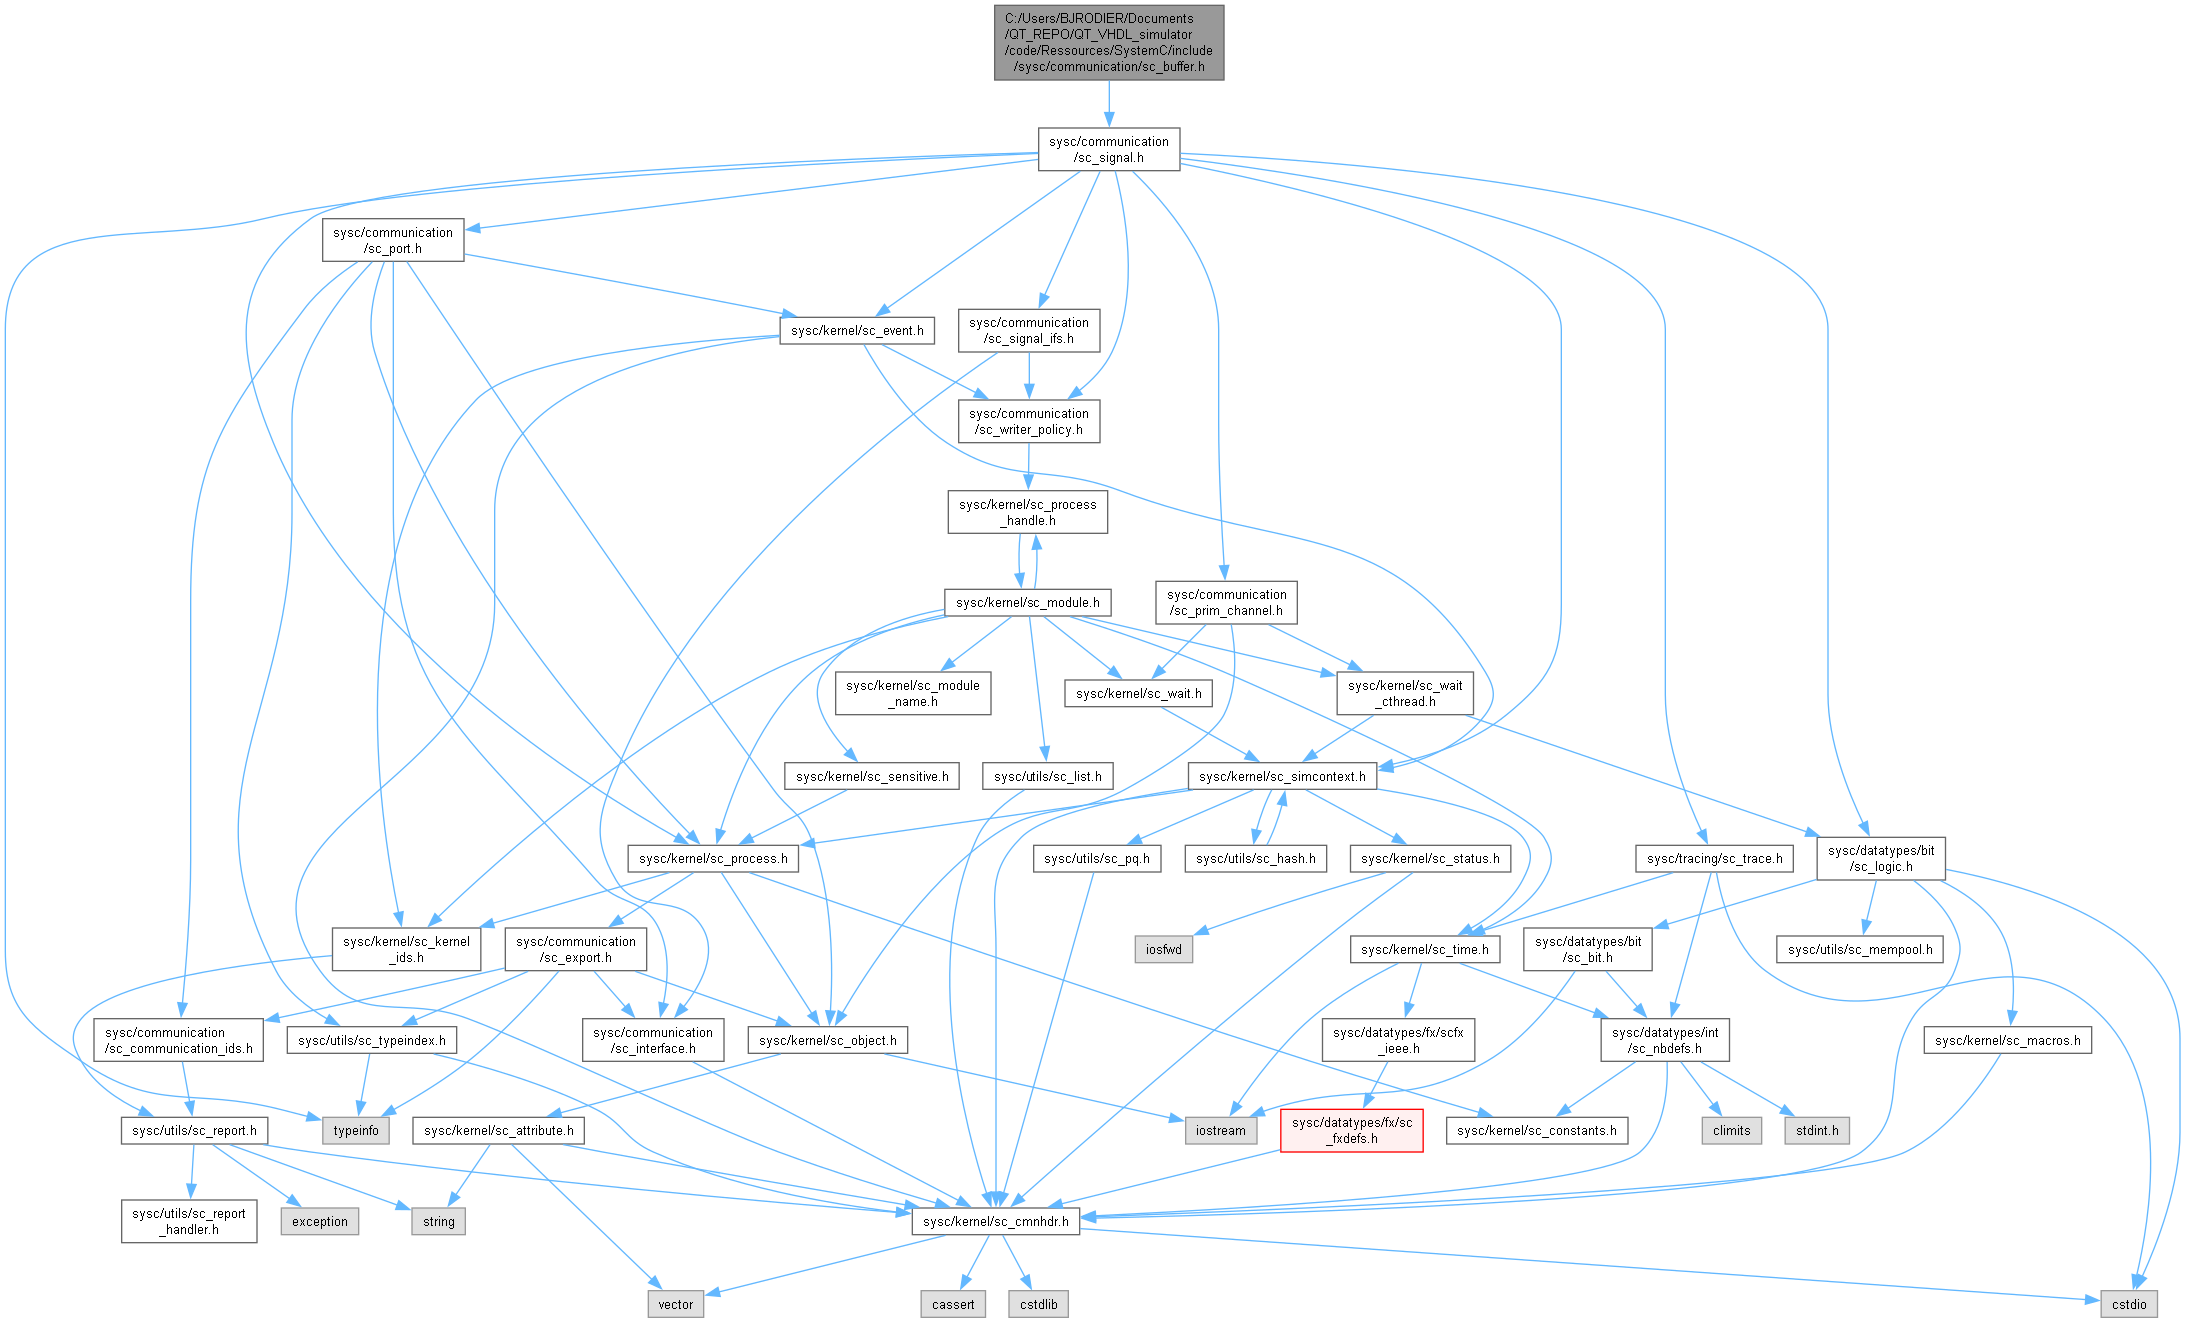 C:/Users/BJRODIER/Documents
/QT_REPO/QT_VHDL_simulator
/code/Ressources/SystemC/include
/sysc/communication/sc_buffer.h
sysc/communication
/sc_signal.h
sysc/communication
/sc_port.h
sysc/kernel/sc_event.h
sysc/communication
/sc_signal_ifs.h
sysc/communication
/sc_writer_policy.h
sysc/kernel/sc_process
_handle.h
sysc/kernel/sc_module.h
sysc/communication
/sc_prim_channel.h
sysc/kernel/sc_module
_name.h
sysc/kernel/sc_wait.h
sysc/kernel/sc_wait
_cthread.h
sysc/kernel/sc_sensitive.h
sysc/utils/sc_list.h
sysc/kernel/sc_simcontext.h
sysc/kernel/sc_process.h
sysc/utils/sc_pq.h
sysc/utils/sc_hash.h
sysc/kernel/sc_status.h
sysc/tracing/sc_trace.h
sysc/datatypes/bit
/sc_logic.h
sysc/kernel/sc_kernel
_ids.h
sysc/communication
/sc_export.h
iosfwd
sysc/kernel/sc_time.h
sysc/datatypes/bit
/sc_bit.h
sysc/utils/sc_mempool.h
sysc/communication
/sc_communication_ids.h
sysc/utils/sc_typeindex.h
sysc/communication
/sc_interface.h
sysc/kernel/sc_object.h
sysc/datatypes/fx/scfx
_ieee.h
sysc/datatypes/int
/sc_nbdefs.h
sysc/kernel/sc_macros.h
sysc/utils/sc_report.h
typeinfo
sysc/kernel/sc_attribute.h
iostream
sysc/datatypes/fx/sc
_fxdefs.h
sysc/kernel/sc_constants.h
climits
stdint.h
sysc/utils/sc_report
_handler.h
exception
string
sysc/kernel/sc_cmnhdr.h
vector
cassert
cstdlib
cstdio